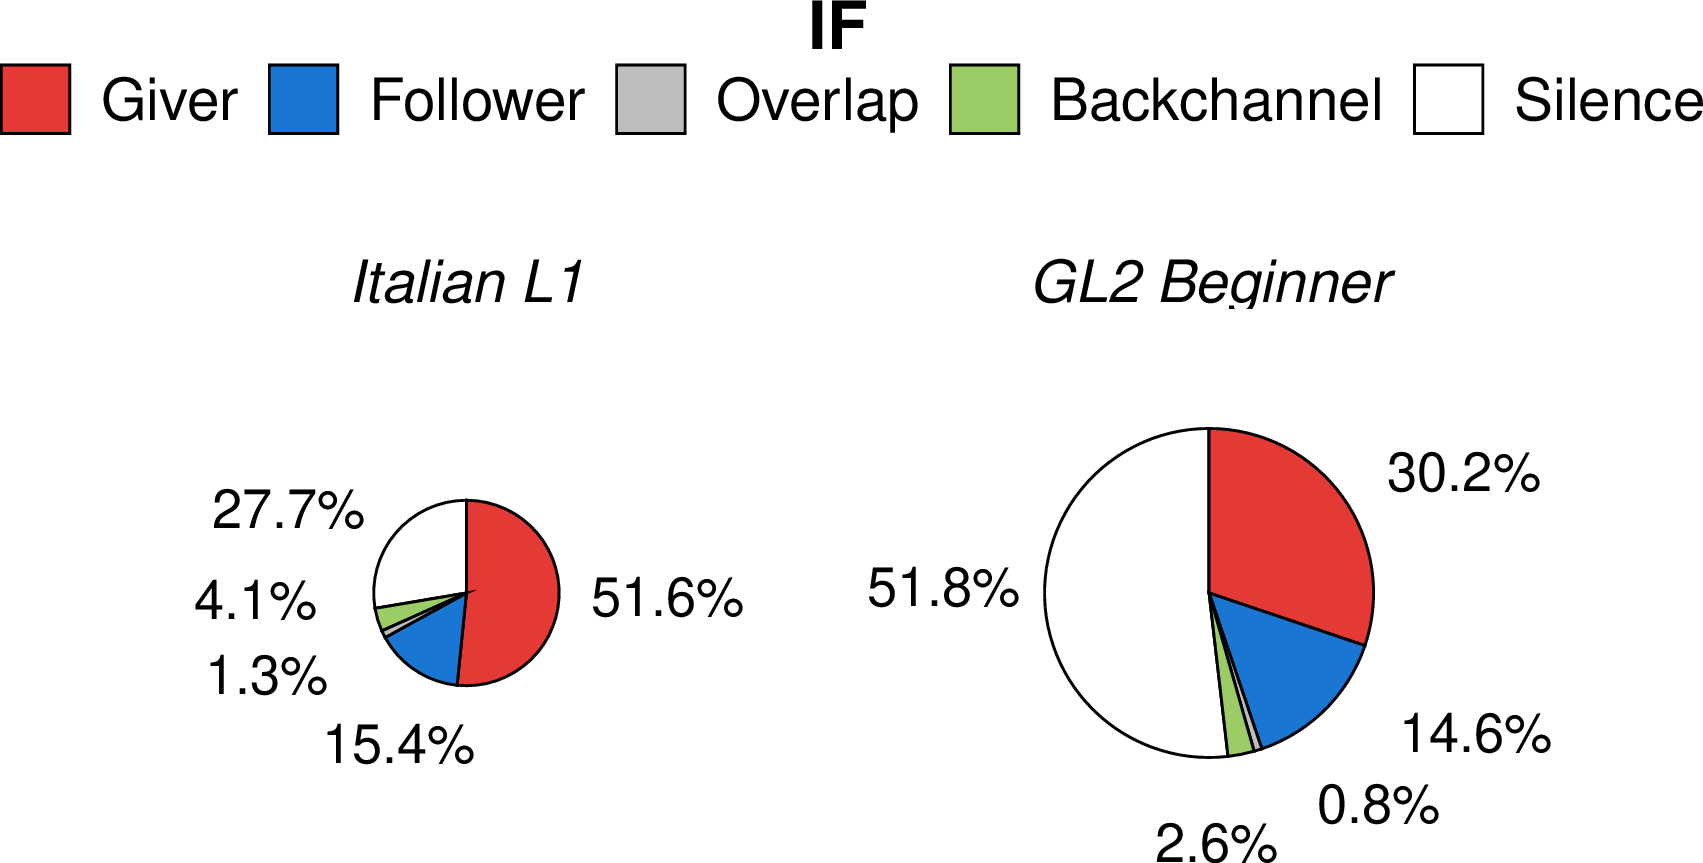 IF
Giver Follower Overlap Backchannel Silence
Italian L1
GL2 Beginner
27.7%
4.1%
1.3%
15.4%
51.6%
51.8%
30.2%
14.6%
0.8%
2.6%